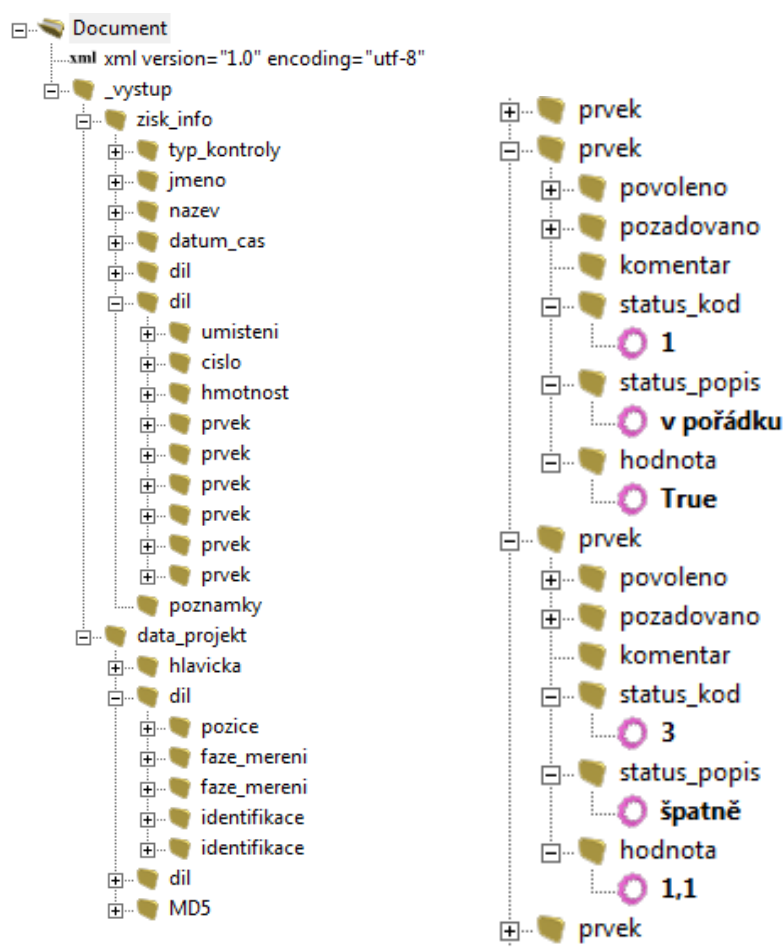 Document
xml xml version="1.0" encoding="utf-8"
_vystup
zisk_info
typ_kontroly
jmeno
nazev
datum_cas
dil
dil
umisteni
cislo
hmotnost
prvek
prvek
prvek
prvek
prvek
prvek
poznamky
data_projekt
hlavicka
dil
pozice
faze_mereni
faze_mereni
identifikace
identifikace
dil
MD5
prvek
prvek
povoleno
pozadovano
komentar
status_kod
1
status_popis
v pořádku
hodnota
True
prvek
povoleno
pozadovano
komentar
status_kod
3
status_popis
špatně
hodnota
1,1
prvek